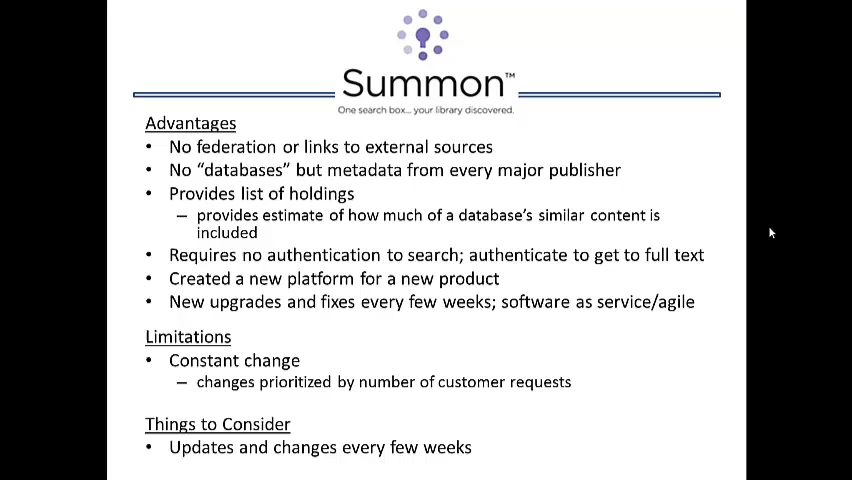 Summon™
One search box... your library discovered.
Advantages
• No federation or links to external sources
• No “databases” but metadata from every major publisher
• Provides list of holdings
– provides estimate of how much of a database’s similar content is
included
• Requires no authentication to search; authenticate to get to full text
• Created a new platform for a new product
• New upgrades and fixes every few weeks; software as service/agile
Limitations
• Constant change
– changes prioritized by number of customer requests
Things to Consider
• Updates and changes every few weeks